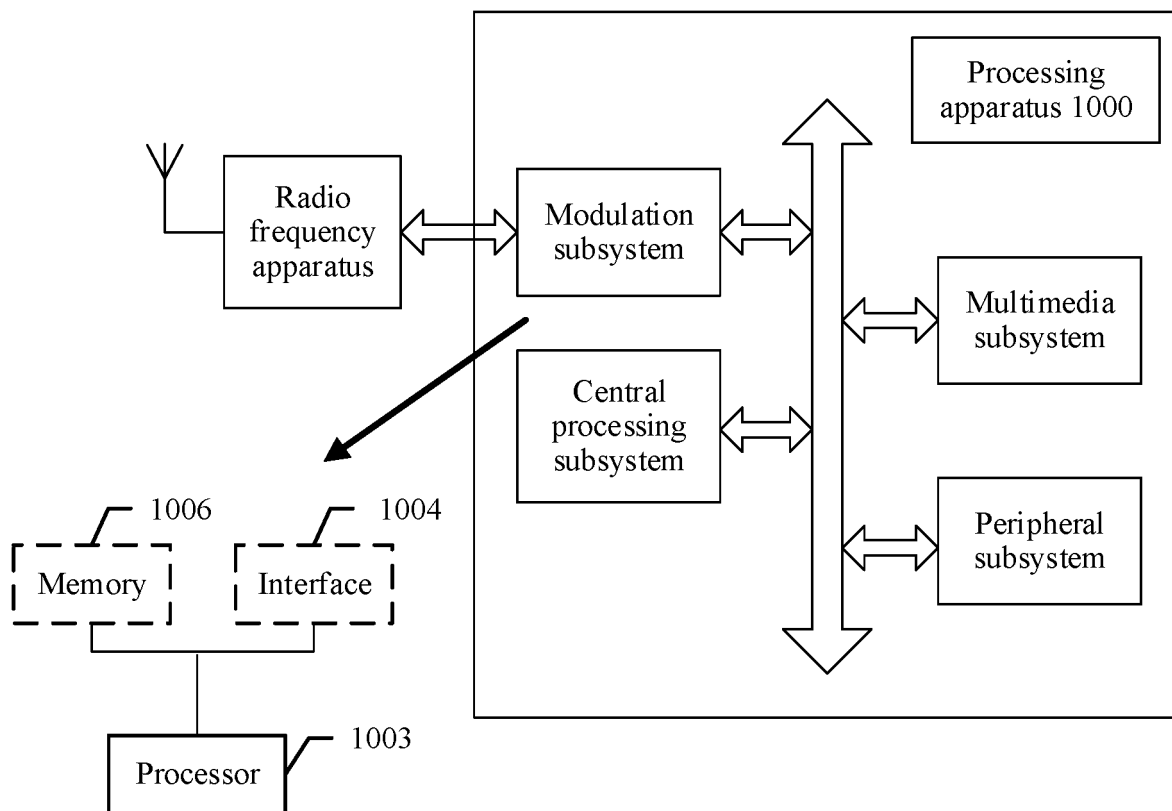 Processing
apparatus 1000
Radio
frequency
apparatus
Modulation
subsystem
Multimedia
subsystem
Central
processing
subsystem
Peripheral
subsystem
1006
1004
Memory
Interface
1003
Processor